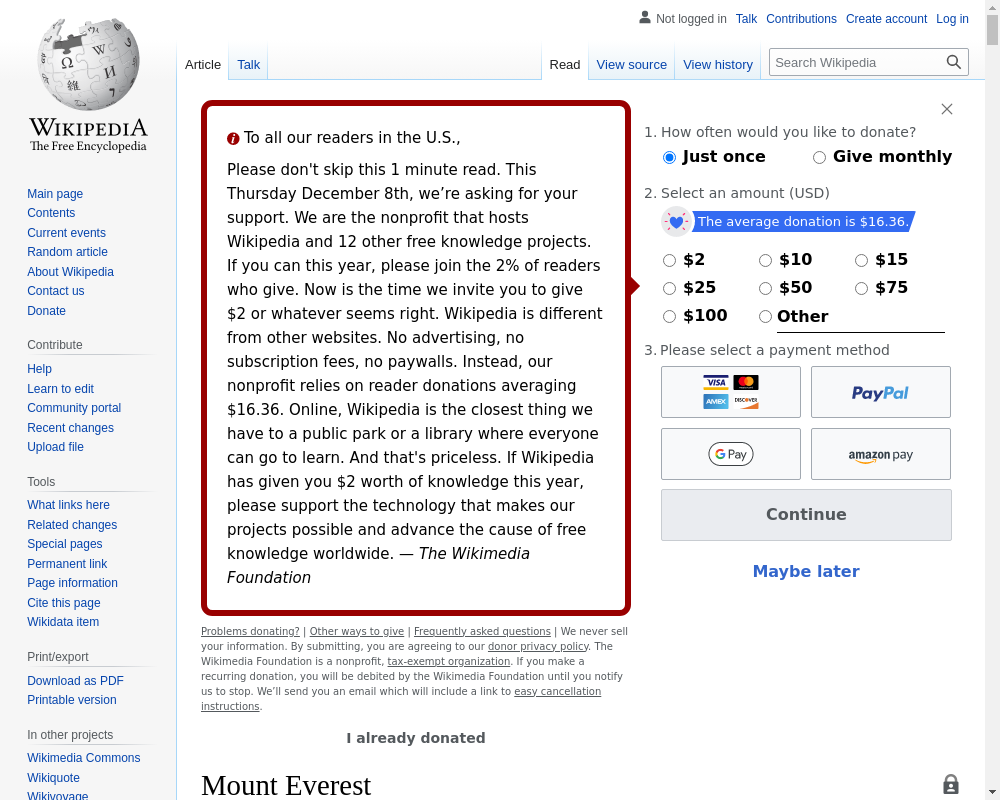 Not logged in Talk Contributions Create account Log in
Article Talk Read View source View history Search Wikipedia
WIKIPEDIA
The Free Encyclopedia
Main page
Contents
Current events
Random article
About Wikipedia
Contact us
Donate
Contribute
Help
Learn to edit
Community portal
Recent changes
Upload file
Tools
What links here
Related changes
Special pages
Permanent link
Page information
Cite this page
Wikidata item
Print/export
Download as PDF
Printable version
In other projects
Wikimedia Commons
Wikiquote
Wikivoyage
To all our readers in the U.S.,
Please don't skip this 1 minute read. This
Thursday December 8th, we’re asking for your
support. We are the nonprofit that hosts
Wikipedia and 12 other free knowledge projects.
If you can this year, please join the 2% of readers
who give. Now is the time we invite you to give
$2 or whatever seems right. Wikipedia is different
from other websites. No advertising, no
subscription fees, no paywalls. Instead, our
nonprofit relies on reader donations averaging
$16.36. Online, Wikipedia is the closest thing we
have to a public park or a library where everyone
can go to learn. And that's priceless. If Wikipedia
has given you $2 worth of knowledge this year,
please support the technology that makes our
projects possible and advance the cause of free
knowledge worldwide. — The Wikimedia
Foundation
Problems donating? | Other ways to give | Frequently asked questions | We never sell
your information. By submitting, you are agreeing to our donor privacy policy. The
Wikimedia Foundation is a nonprofit, tax-exempt organization. If you make a
recurring donation, you will be debited by the Wikimedia Foundation until you notify
us to stop. We’ll send you an email which will include a link to easy cancellation
instructions.
I already donated
1. How often would you like to donate?
Just once Give monthly
2. Select an amount (USD)
The average donation is $16.36.
$2 $10 $15
$25 $50 $75
$100 Other
3. Please select a payment method
VISA
AMEX DISCOVER
PayPal
G Pay amazon pay
Continue
Maybe later
Mount Everest